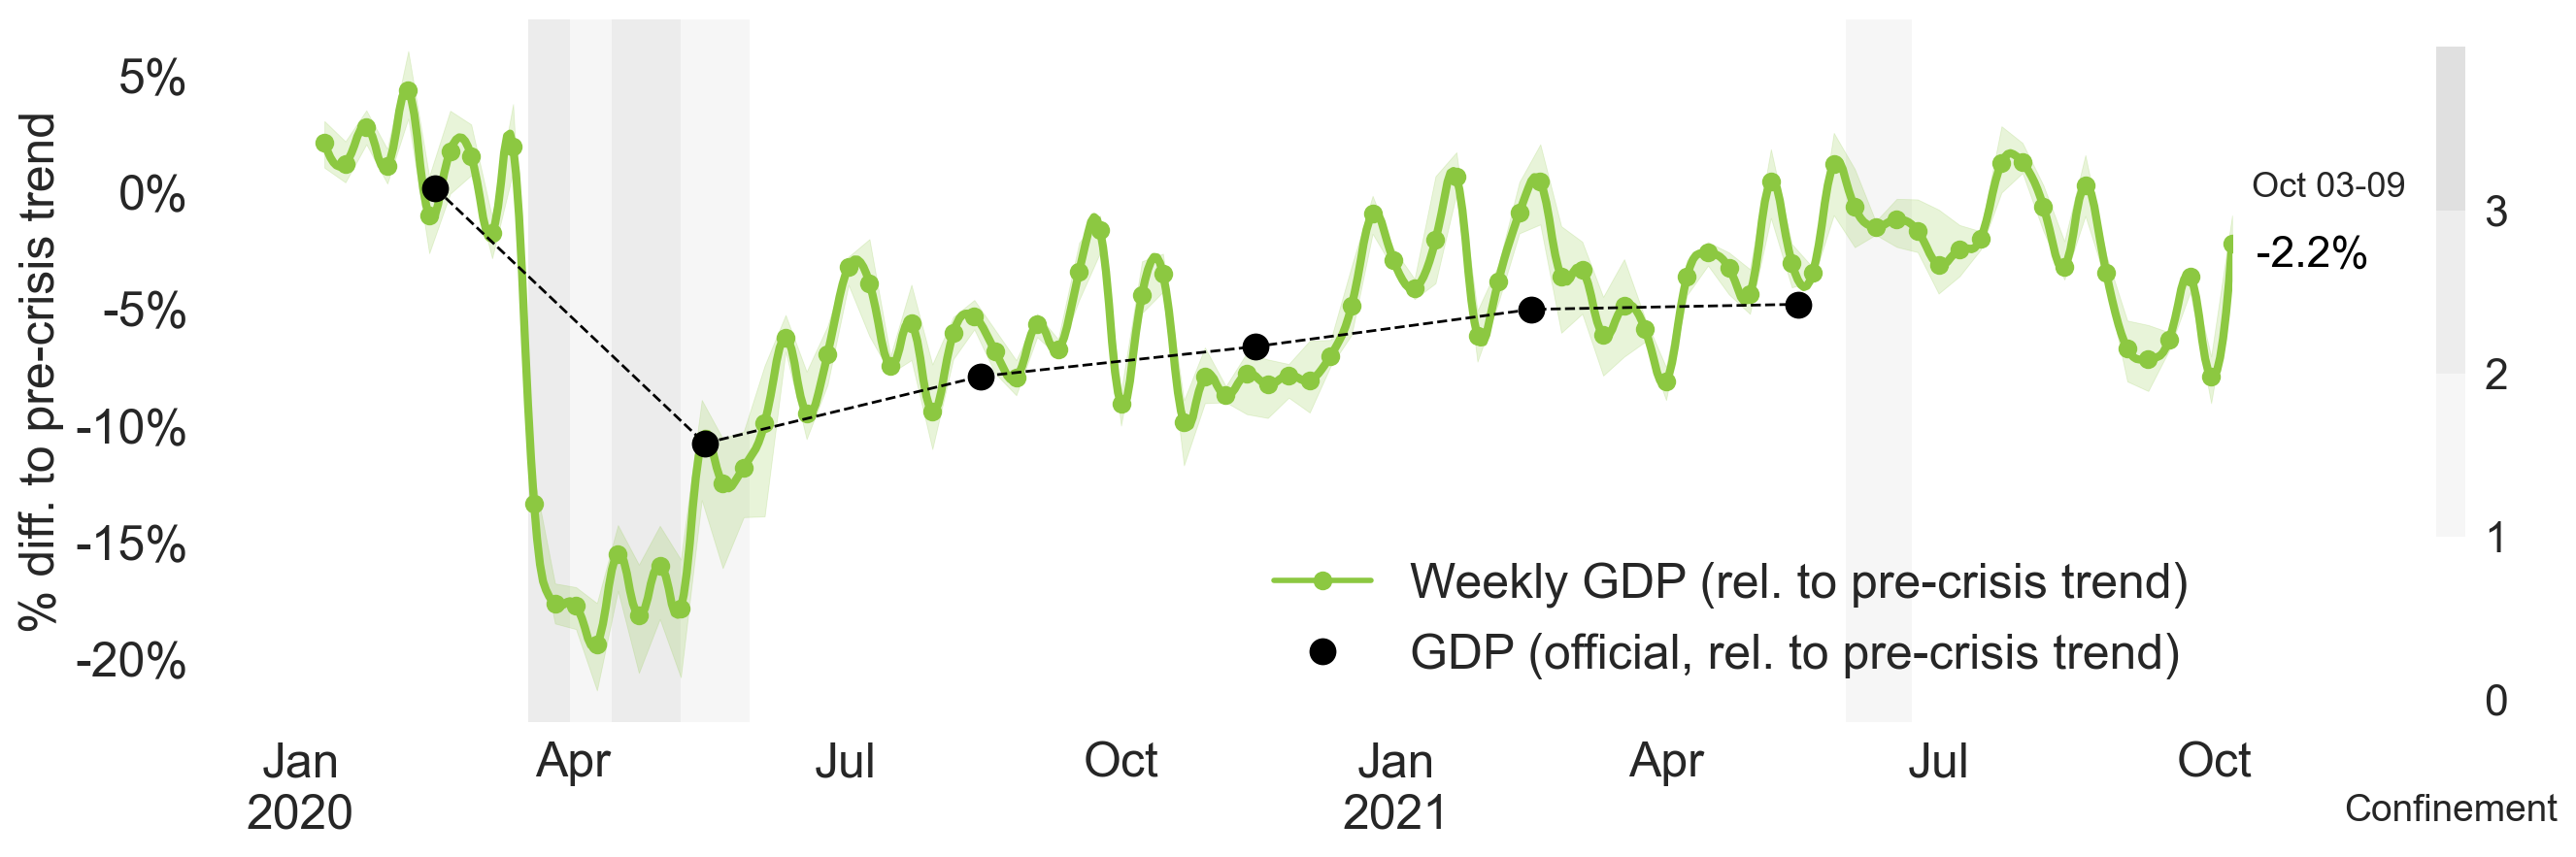 % diff. to pre-crisis trend
5%
0%
-5%
-10%
-15%
-20%
Oct 03-09
-2.2%
Weekly GDP (rel. to pre-crisis trend)
GDP (official, rel. to pre-crisis trend)
3
2
1
0
Jan Apr Jul Oct Jan Apr Jul Oct
2020 2021
Confinement